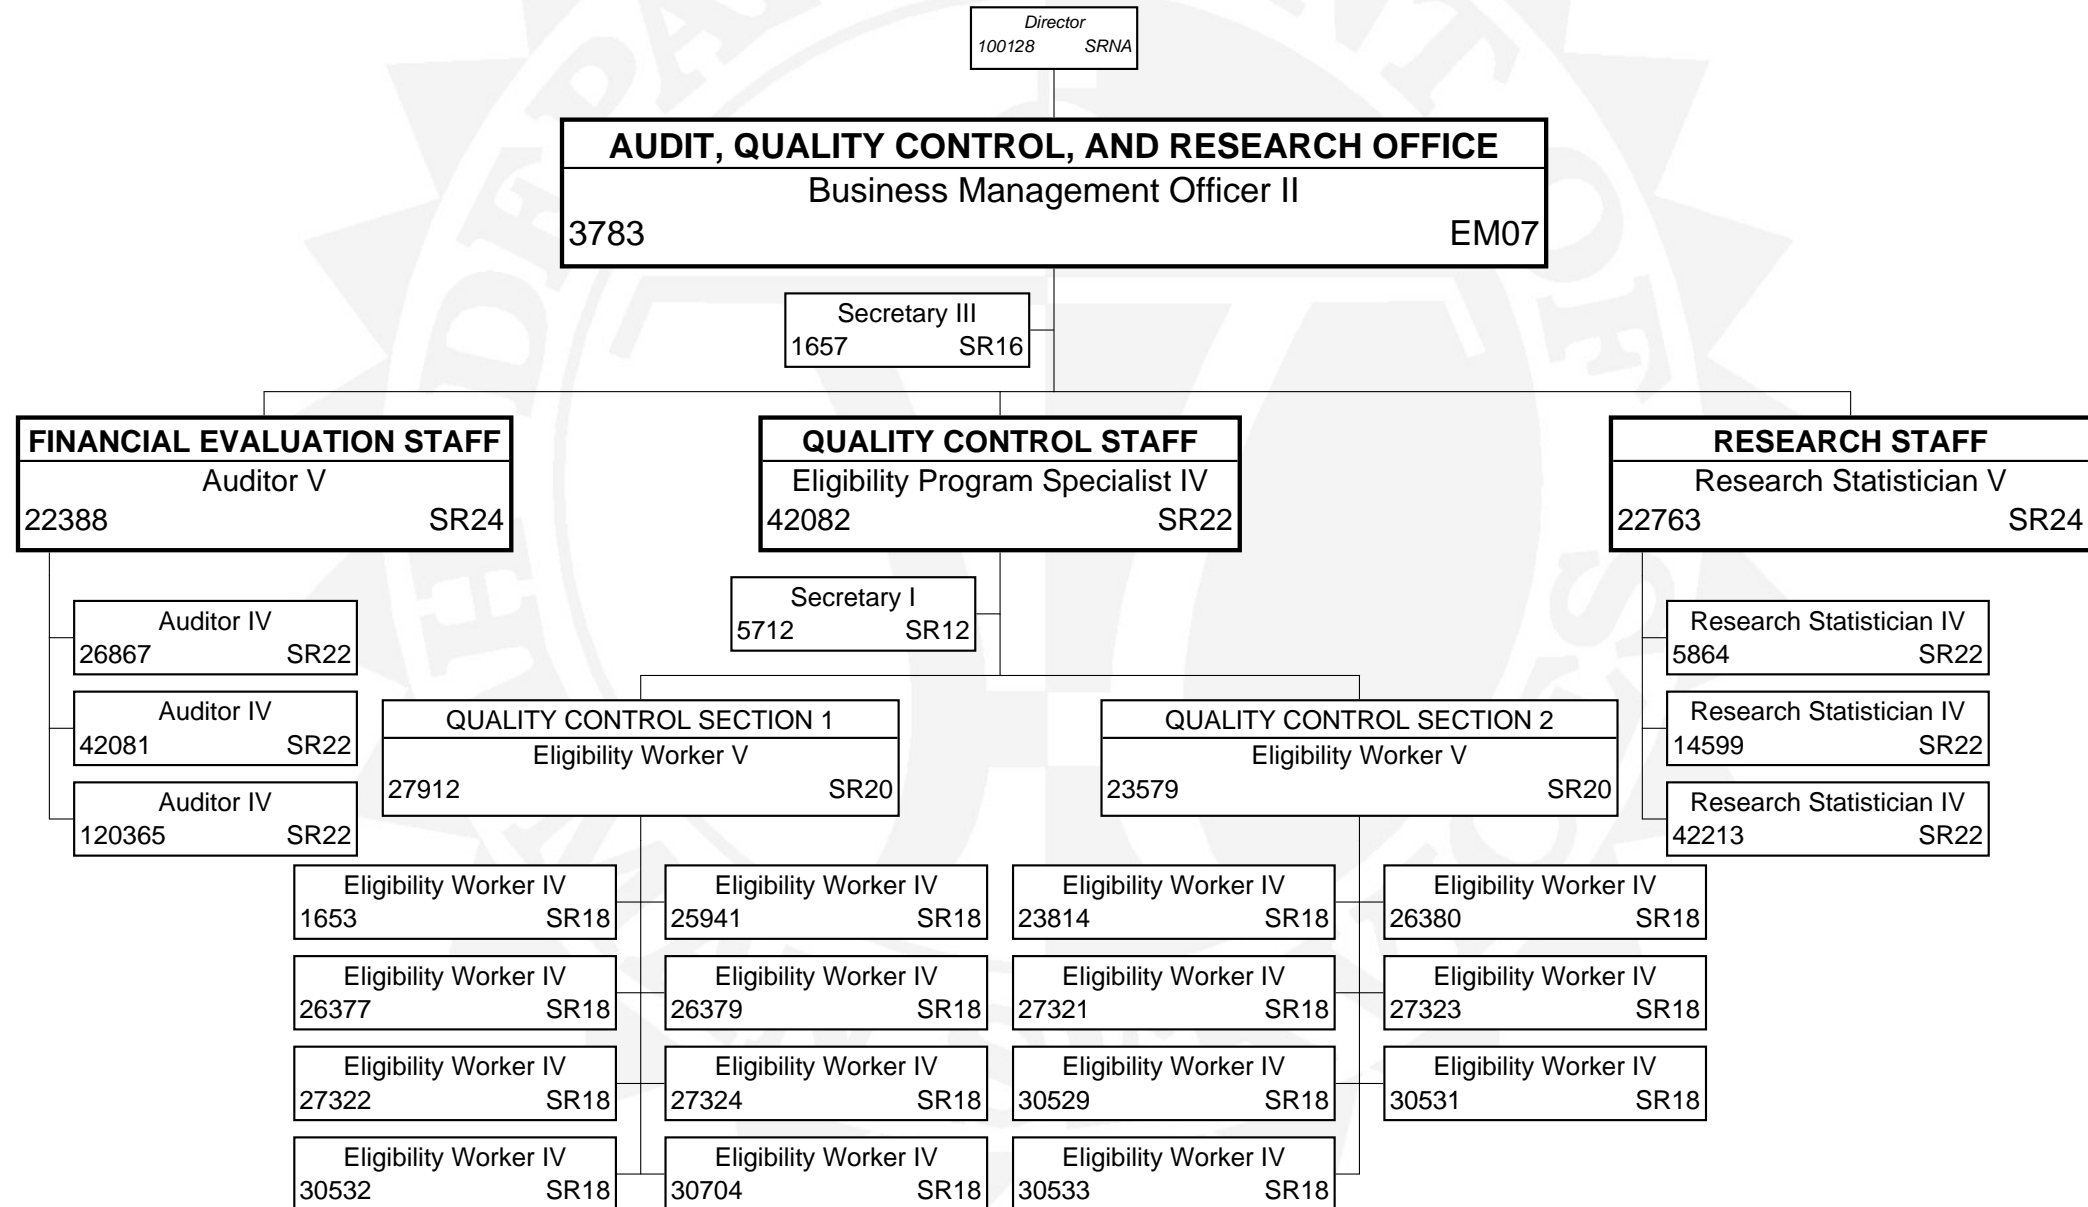 Director
100128 SRNA
AUDIT, QUALITY CONTROL, AND RESEARCH OFFICE
Business Management Officer II
3783 EM07
Secretary III
1657 SR16
FINANCIAL EVALUATION STAFF
Auditor V
22388 SR24
QUALITY CONTROL STAFF
Eligibility Program Specialist IV
42082 SR22
RESEARCH STAFF
Research Statistician V
22763 SR24
Auditor IV
26867 SR22
Auditor IV
42081 SR22
Auditor IV
120365 SR22
Secretary I
5712 SR12
Research Statistician IV
5864 SR22
Research Statistician IV
14599 SR22
Research Statistician IV
42213 SR22
QUALITY CONTROL SECTION 1
Eligibility Worker V
27912 SR20
QUALITY CONTROL SECTION 2
Eligibility Worker V
23579 SR20
Eligibility Worker IV
1653 SR18
Eligibility Worker IV
25941 SR18
Eligibility Worker IV
26377 SR18
Eligibility Worker IV
26379 SR18
Eligibility Worker IV
27322 SR18
Eligibility Worker IV
27324 SR18
Eligibility Worker IV
30532 SR18
Eligibility Worker IV
30704 SR18
Eligibility Worker IV
23814 SR18
Eligibility Worker IV
26380 SR18
Eligibility Worker IV
27321 SR18
Eligibility Worker IV
27323 SR18
Eligibility Worker IV
30529 SR18
Eligibility Worker IV
30531 SR18
Eligibility Worker IV
30533 SR18